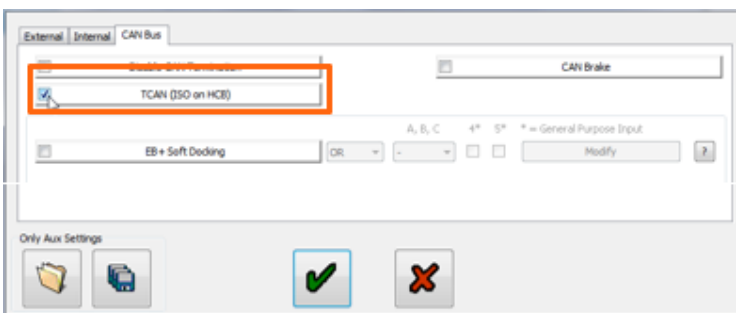 External Internal CAN Bus
CAN Brake
TCAN (ISO on HCB)
A, B, C 4* 5* * = General Purpose Input
EB+ Soft Docking OR - Modify ?
Only Aux Settings